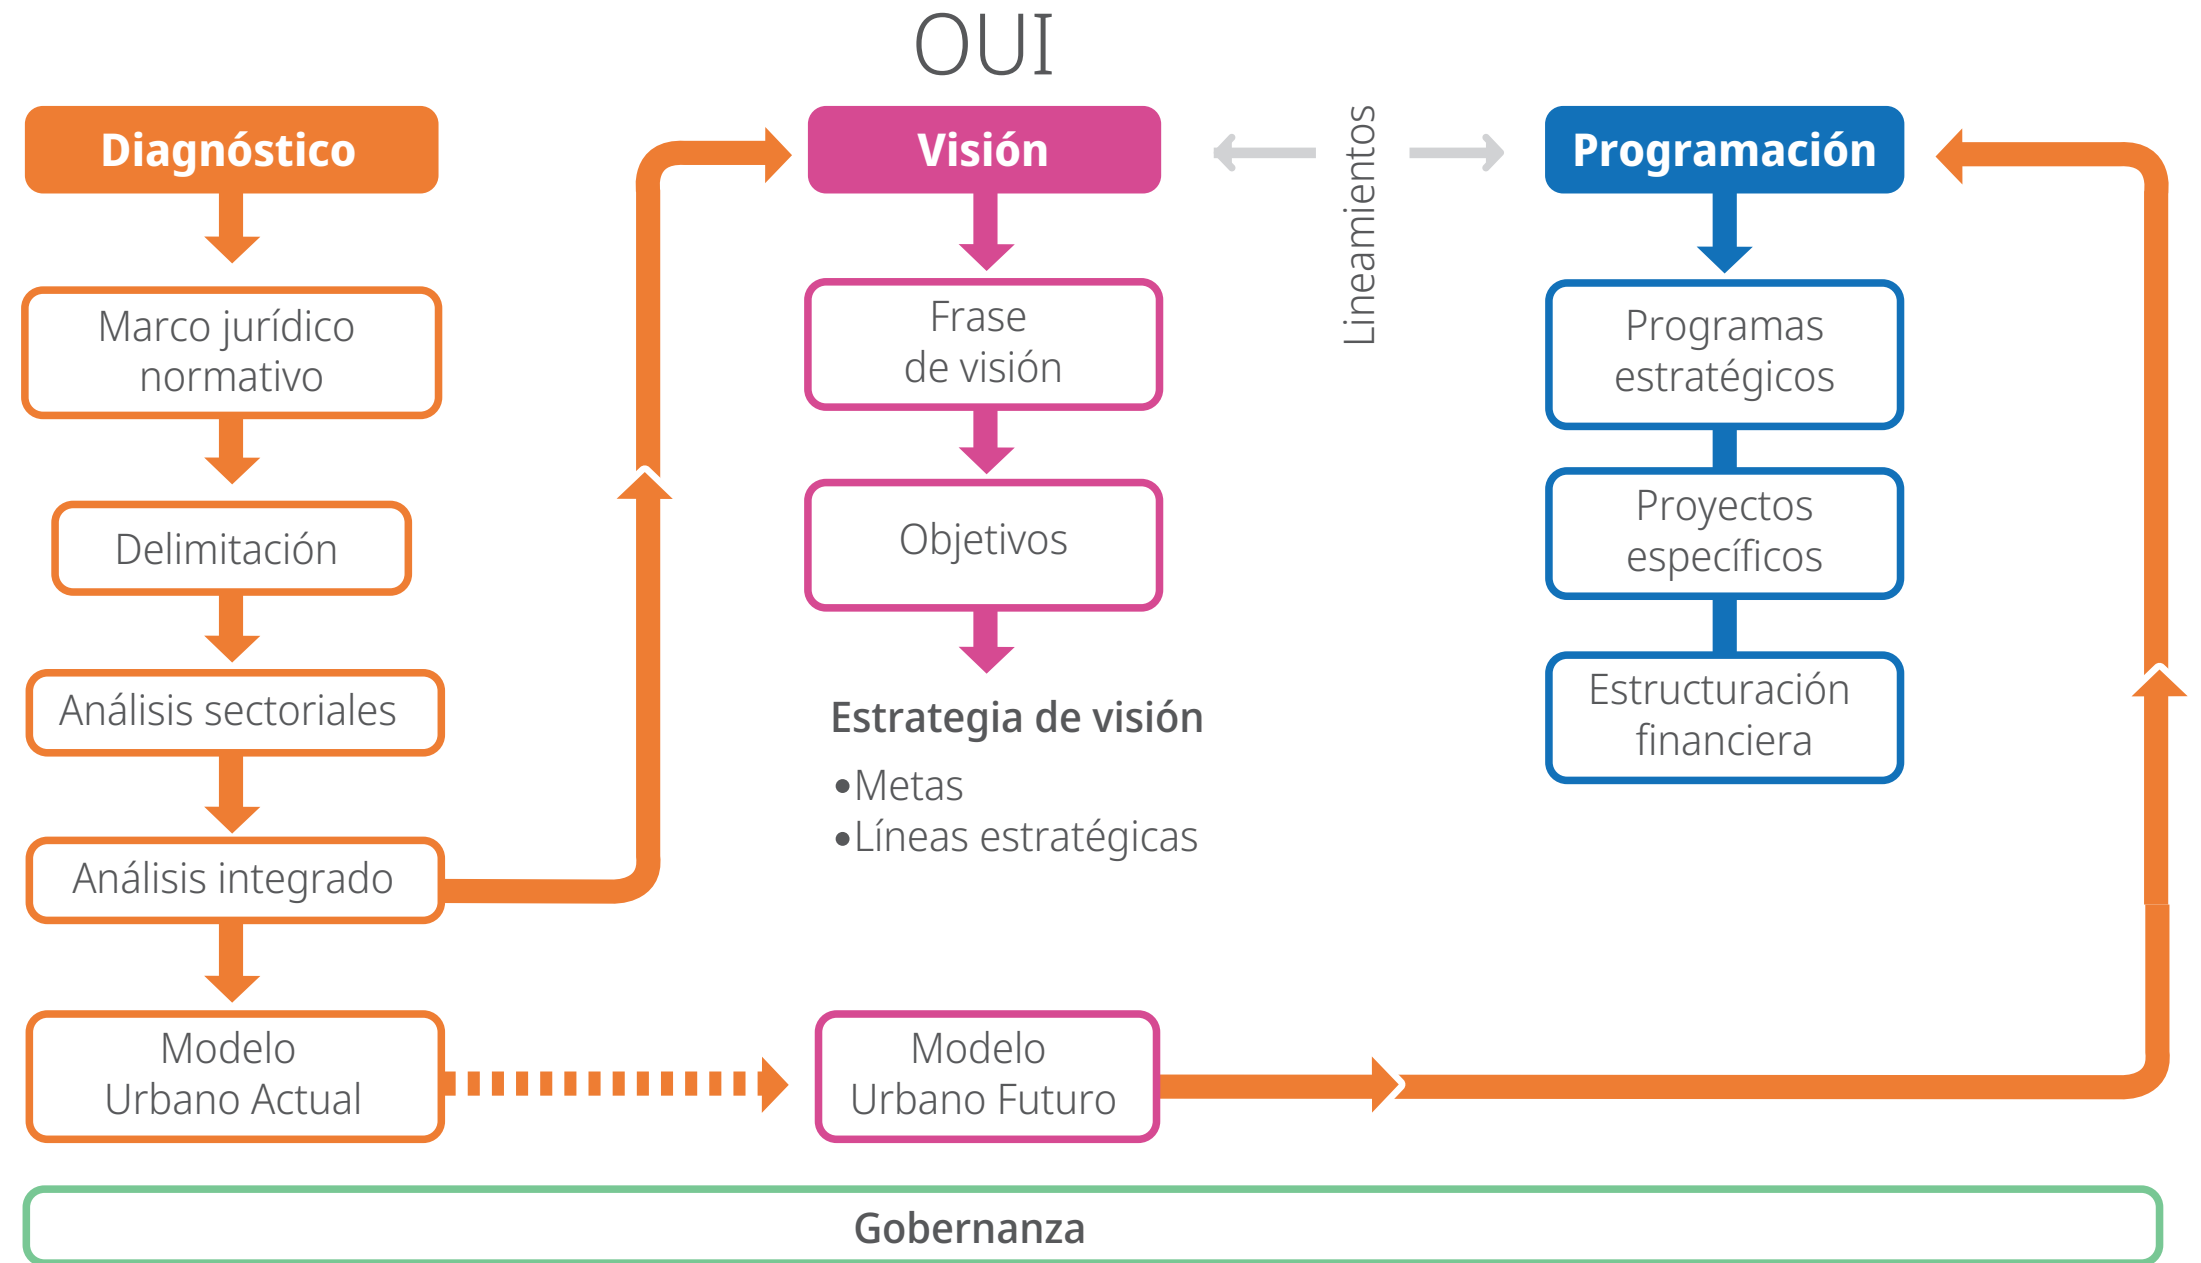 OUI
Diagnóstico
Marco jurídico
normativo
Delimitación
Análisis sectoriales
Análisis integrado
Modelo
Urbano Actual
Visión
Frase
de visión
Objetivos
Estrategia de visión
•Metas
•Líneas estratégicas
Modelo
Urbano Futuro
Lineamientos
Programación
Programas
estratégicos
Proyectos
específicos
Estructuración
financiera
Gobernanza